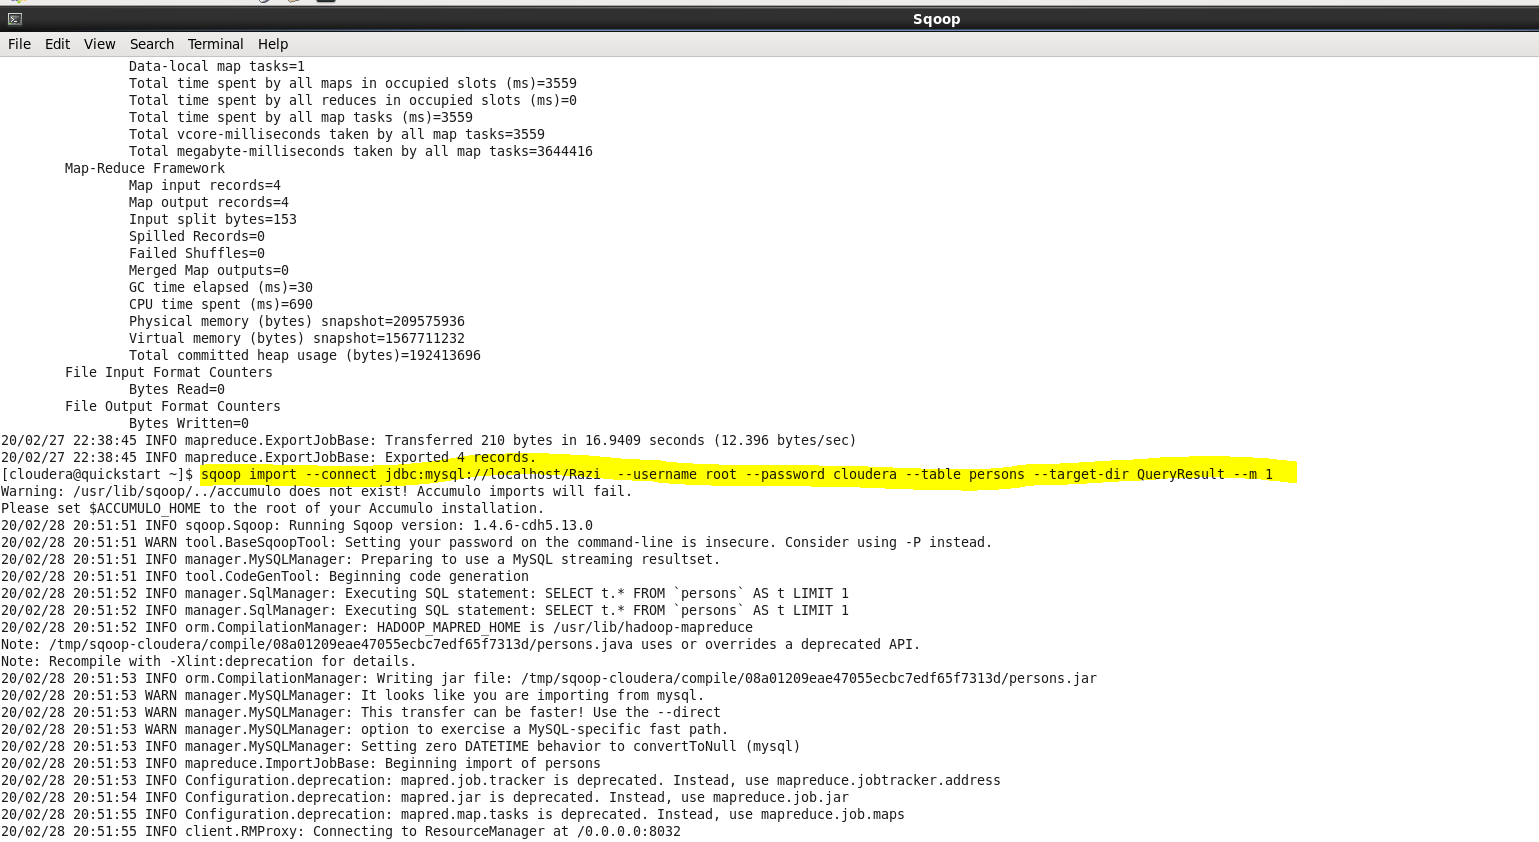 Sqoop
File Edit View Search Terminal Help
Data-local map tasks=1
Total time spent by all maps in occupied slots (ms)=3559
Total time spent by all reduces in occupied slots (ms)=0
Total time spent by all map tasks (ms)=3559
Total vcore-milliseconds taken by all map tasks=3559
Total megabyte-milliseconds taken by all map tasks=3644416
Map-Reduce Framework
Map input records=4
Map output records=4
Input split bytes=153
Spilled Records=0
Failed Shuffles=0
Merged Map outputs=0
GC time elapsed (ms)=30
CPU time spent (ms)=690
Physical memory (bytes) snapshot=209575936
Virtual memory (bytes) snapshot=1567711232
Total committed heap usage (bytes)=192413696
File Input Format Counters
Bytes Read=0
File Output Format Counters
Bytes Written=0
20/02/27 22:38:45 INFO mapreduce.ExportJobBase: Transferred 210 bytes in 16.9409 seconds (12.396 bytes/sec)
20/02/27 22:38:45 INFO mapreduce.ExportJobBase: Exported 4 records.
[cloudera@quickstart ~]$ sqoop import --connect jdbc:mysql://localhost/Razi  --username root --password cloudera --table persons --target-dir QueryResult --m 1
Warning: /usr/lib/sqoop/../accumulo does not exist! Accumulo imports will fail.
Please set $ACCUMULO_HOME to the root of your Accumulo installation.
20/02/28 20:51:51 INFO sqoop.Sqoop: Running Sqoop version: 1.4.6-cdh5.13.0
20/02/28 20:51:51 WARN tool.BaseSqoopTool: Setting your password on the command-line is insecure. Consider using -P instead.
20/02/28 20:51:51 INFO manager.MySQLManager: Preparing to use a MySQL streaming resultset.
20/02/28 20:51:51 INFO tool.CodeGenTool: Beginning code generation
20/02/28 20:51:52 INFO manager.SqlManager: Executing SQL statement: SELECT t.* FROM `persons` AS t LIMIT 1
20/02/28 20:51:52 INFO manager.SqlManager: Executing SQL statement: SELECT t.* FROM `persons` AS t LIMIT 1
20/02/28 20:51:52 INFO orm.CompilationManager: HADOOP_MAPRED_HOME is /usr/lib/hadoop-mapreduce
Note: /tmp/sqoop-cloudera/compile/08a01209eae47055ecbc7edf65f7313d/persons.java uses or overrides a deprecated API.
Note: Recompile with -Xlint:deprecation for details.
20/02/28 20:51:53 INFO orm.CompilationManager: Writing jar file: /tmp/sqoop-cloudera/compile/08a01209eae47055ecbc7edf65f7313d/persons.jar
20/02/28 20:51:53 WARN manager.MySQLManager: It looks like you are importing from mysql.
20/02/28 20:51:53 WARN manager.MySQLManager: This transfer can be faster! Use the --direct
20/02/28 20:51:53 WARN manager.MySQLManager: option to exercise a MySQL-specific fast path.
20/02/28 20:51:53 INFO manager.MySQLManager: Setting zero DATETIME behavior to convertToNull (mysql)
20/02/28 20:51:53 INFO mapreduce.ImportJobBase: Beginning import of persons
20/02/28 20:51:53 INFO Configuration.deprecation: mapred.job.tracker is deprecated. Instead, use mapreduce.jobtracker.address
20/02/28 20:51:54 INFO Configuration.deprecation: mapred.jar is deprecated. Instead, use mapreduce.job.jar
20/02/28 20:51:55 INFO Configuration.deprecation: mapred.map.tasks is deprecated. Instead, use mapreduce.job.maps
20/02/28 20:51:55 INFO client.RMProxy: Connecting to ResourceManager at /0.0.0.0:8032